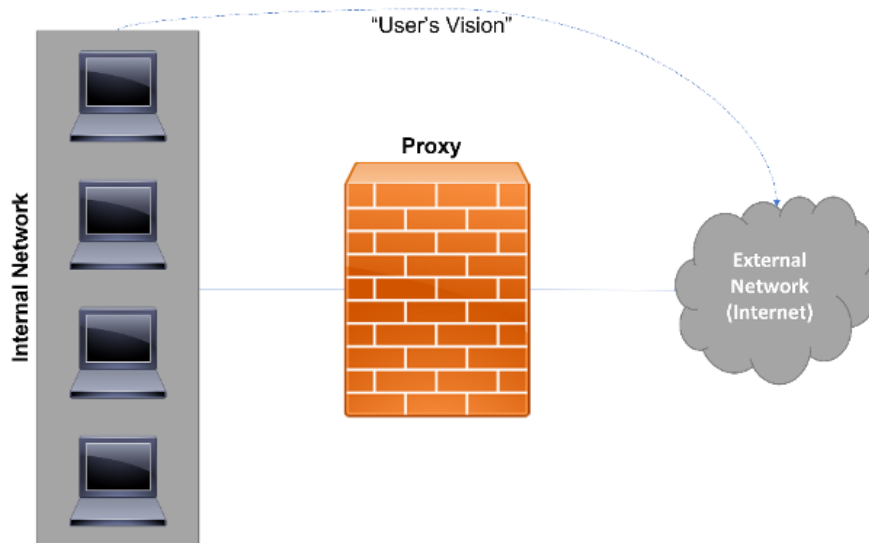 “User's Vision”
Proxy
Internal Network
External
Network
(Internet)